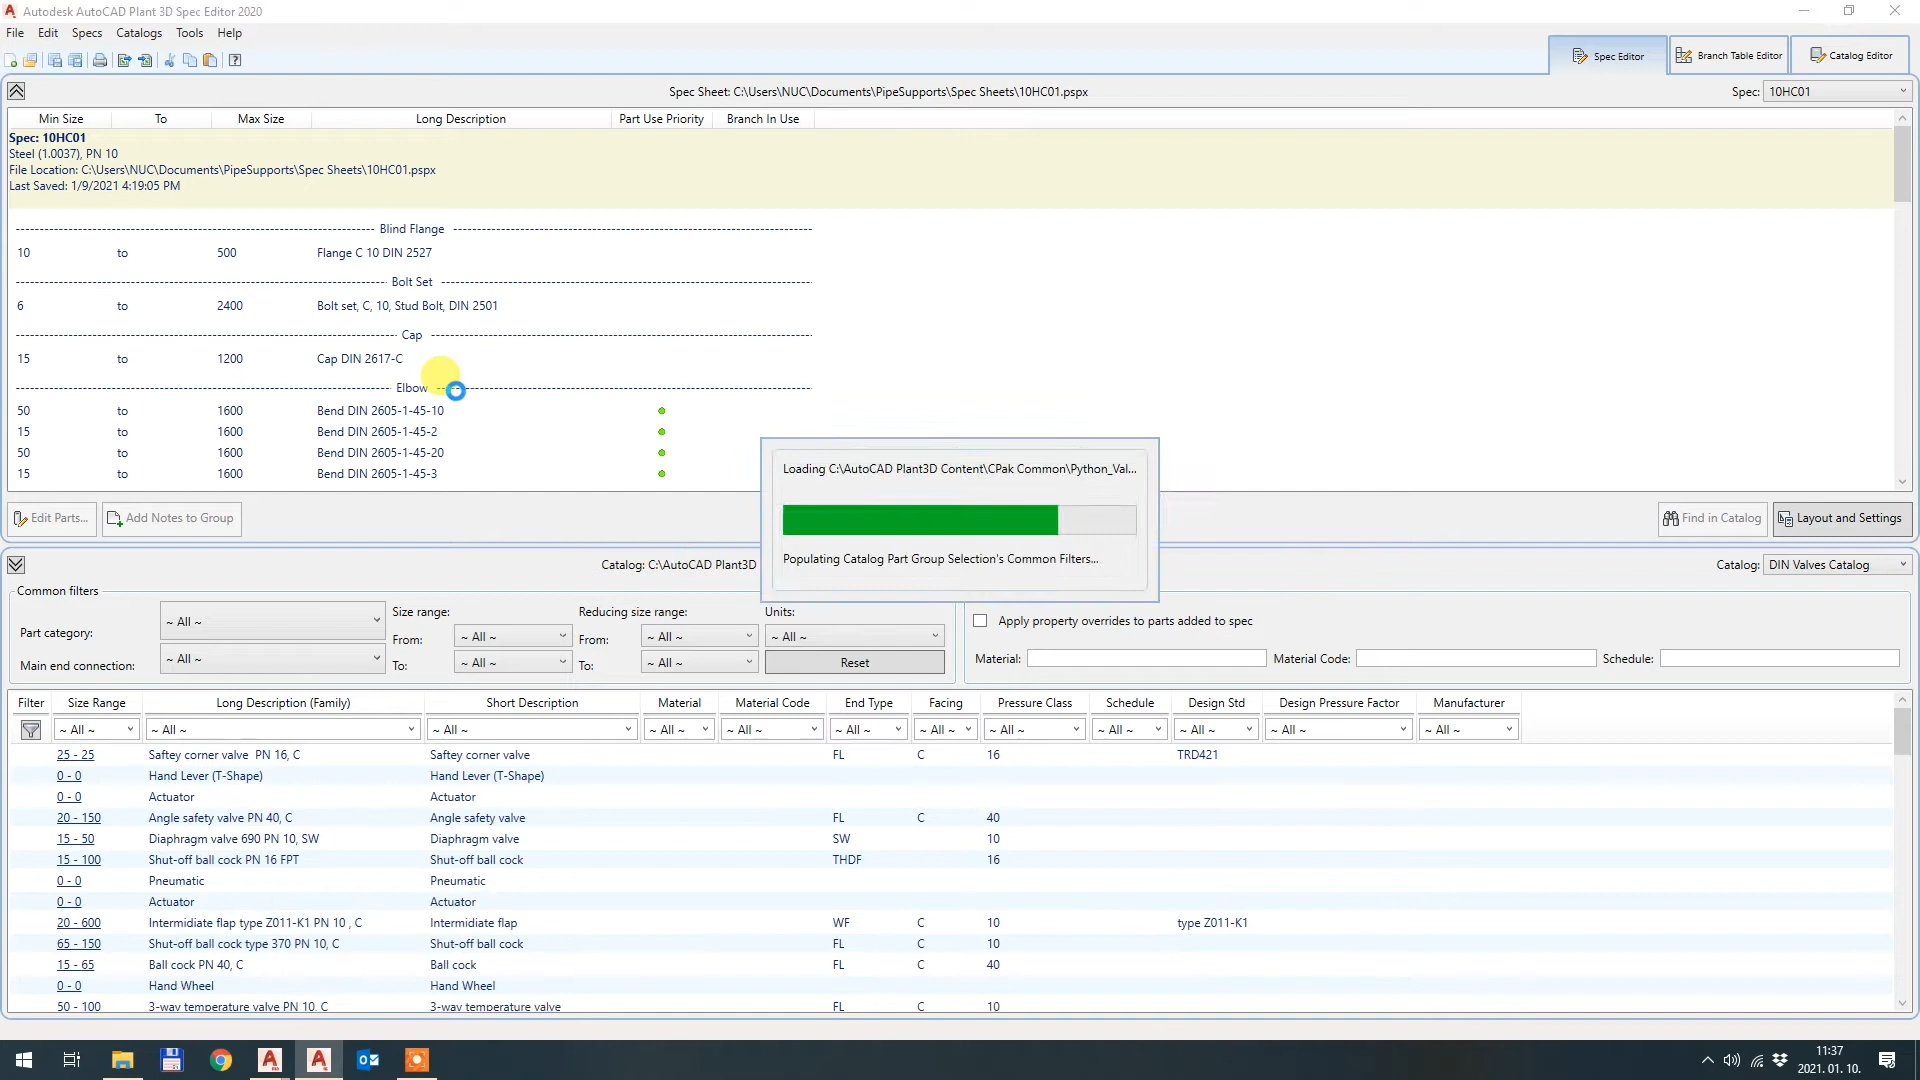 Autodesk AutoCAD Plant 3D Spec Editor 2020
File Edit Specs Catalogs Tools Help
Spec Editor Branch Table Editor Catalog Editor
Spec Sheet: C:\Users\NUC\Documents\PipeSupports\Spec Sheets\10HC01.pspx Spec: 10HC01
Min Size To Max Size Long Description Part Use Priority Branch In Use
Spec: 10HC01
Steel (1.0037), PN 10
File Location: C:\Users\NUC\Documents\PipeSupports\Spec Sheets\10HC01.pspx
Last Saved: 1/9/2021 4:19:05 PM
Blind Flange
10 to 500 Flange C 10 DIN 2527
Bolt Set
6 to 2400 Bolt set, C, 10, Stud Bolt, DIN 2501
Cap
15 to 1200 Cap DIN 2617-C
Elbow
50 to 1600 Bend DIN 2605-1-45-10
15 to 1600 Bend DIN 2605-1-45-2
50 to 1600 Bend DIN 2605-1-45-20
15 to 1600 Bend DIN 2605-1-45-3
Loading C:\AutoCAD Plant3D Content\CPak Common\Python_Val...
Populating Catalog Part Group Selection's Common Filters...
Edit Parts... Add Notes to Group Find in Catalog Layout and Settings
Catalog: C:\AutoCAD Plant3D Catalog: DIN Valves Catalog
Common filters
Part category: ~ All ~ Size range: Reducing size range: Units:
From: ~ All ~ From: ~ All ~ ~ All ~
Main end connection: ~ All ~ To: ~ All ~ To: ~ All ~ Reset
Apply property overrides to parts added to spec
Material: Material Code: Schedule:
Filter Size Range Long Description (Family) Short Description Material Material Code End Type Facing Pressure Class Schedule Design Std Design Pressure Factor Manufacturer
~ All ~ ~ All ~ ~ All ~ ~ All ~ ~ All ~ ~ All ~ ~ All ~ ~ All ~ ~ All ~ ~ All ~ ~ All ~ ~ All ~
25 - 25 Saftey corner valve PN 16, C Saftey corner valve FL C 16 TRD421
0 - 0 Hand Lever (T-Shape) Hand Lever (T-Shape)
0 - 0 Actuator Actuator
20 - 150 Angle safety valve PN 40, C Angle safety valve FL C 40
15 - 50 Diaphragm valve 690 PN 10, SW Diaphragm valve SW 10
15 - 100 Shut-off ball cock PN 16 FPT Shut-off ball cock THDF 16
0 - 0 Pneumatic Pneumatic
0 - 0 Actuator Actuator
20 - 600 Intermidiate flap type Z011-K1 PN 10 , C Intermidiate flap WF C 10 type Z011-K1
65 - 150 Shut-off ball cock type 370 PN 10, C Shut-off ball cock FL C 10
15 - 65 Ball cock PN 40, C Ball cock FL C 40
0 - 0 Hand Wheel Hand Wheel
50 - 100 3-way temperature valve PN 10, C 3-way temperature valve FL C 10
11:37
2021. 01. 10.